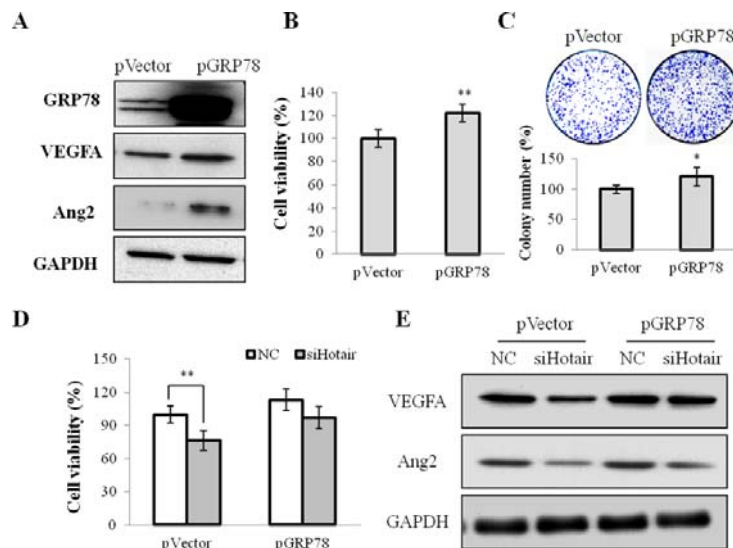 A
pVector pGRP78
GRP78
VEGFA
Ang2
GAPDH
B
Cell viability (%)
140
120
100
80
60
40
20
0
**
pVector pGRP78
C
pVector pGRP78
Colony number (%)
150
100
50
0
*
pVector pGRP78
D
Cell viability (%)
150
120
90
60
30
0
NC siHotair
**
pVector pGRP78
E
pVector pGRP78
NC siHotair NC siHotair
VEGFA
Ang2
GAPDH